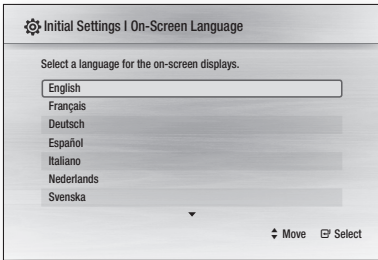 Initial Settings I On-Screen Language
Select a language for the on-screen displays.
English
Français
Deutsch
Español
Italiano
Nederlands
Svenska
Move Select